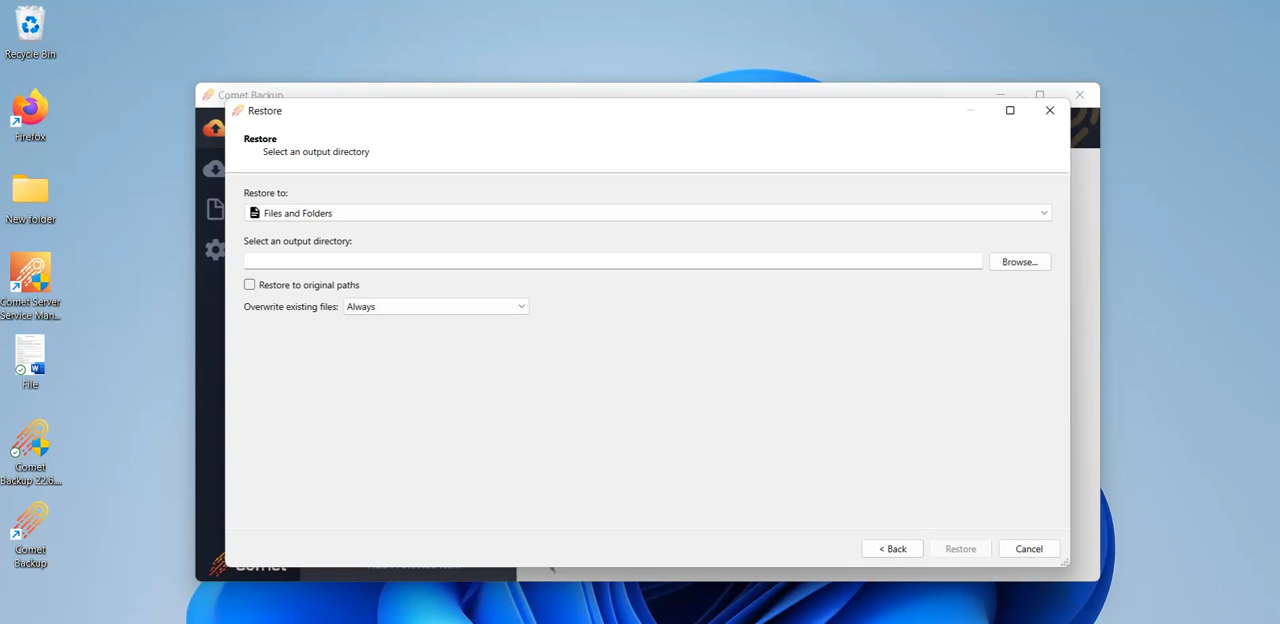 Recycle Bin
Firefox
New folder
Comet Server
Service Man...
File
Comet
Backup 22.6....
Comet
Backup
Comet Backup
Restore
Restore
Select an output directory
Restore to:
Files and Folders
Select an output directory:
Browse...
Restore to original paths
Overwrite existing files: Always
< Back
Restore
Cancel
Comet